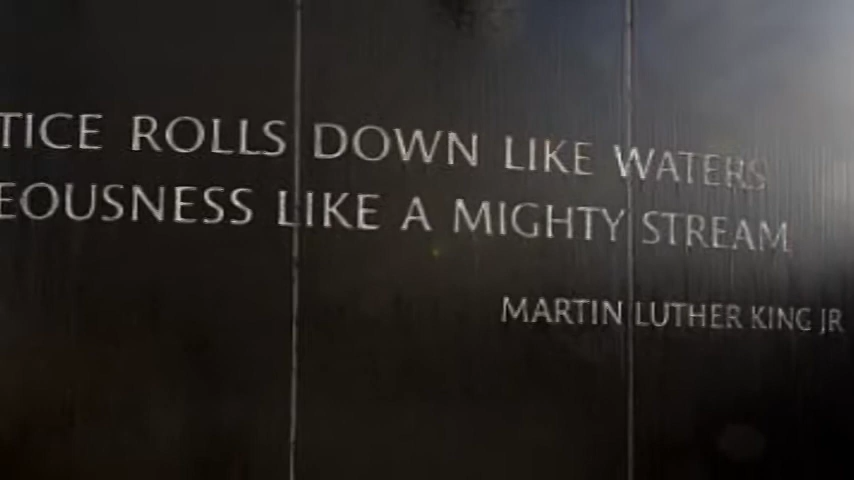 TICE ROLLS DOWN LIKE WATERS
EOUSNESS LIKE A MIGHTY STREAM
MARTIN LUTHER KING JR